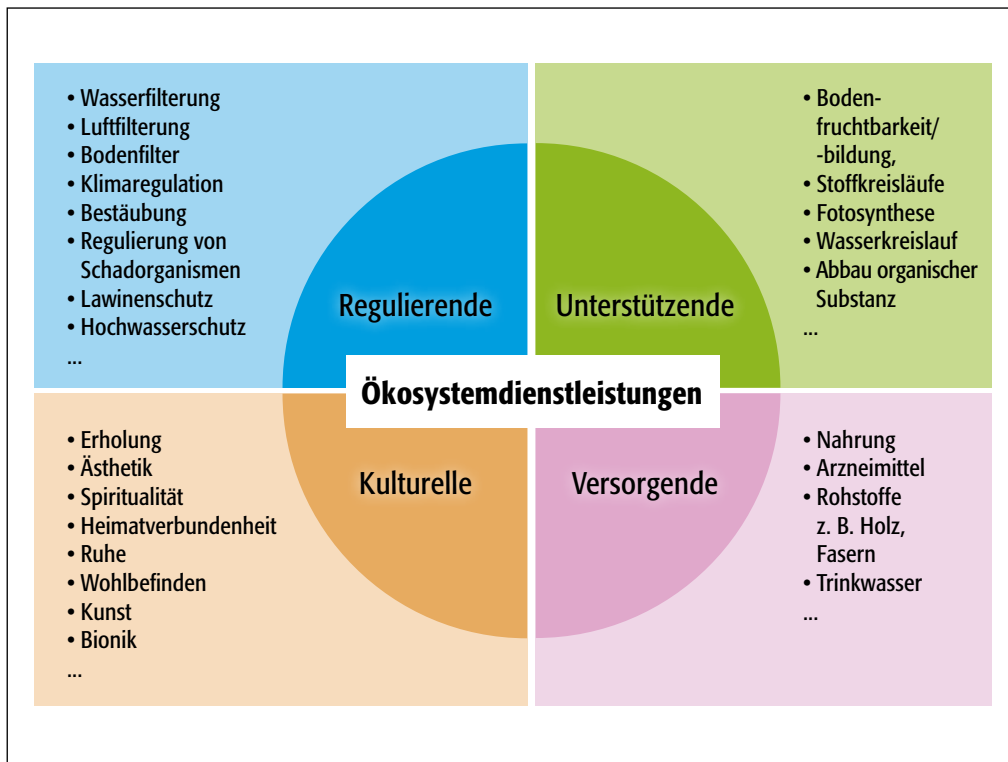 • Wasserfilterung
• Luftfilterung
• Bodenfilter
• Klimaregulation
• Bestäubung
• Regulierung von
Schadorganismen
• Lawinenschutz
• Hochwasserschutz
...
• Boden-
fruchtbarkeit/
-bildung,
• Stoffkreisläufe
• Fotosynthese
• Wasserkreislauf
• Abbau organischer
Substanz
...
Regulierende
Unterstützende
Ökosystemdienstleistungen
Kulturelle
Versorgende
• Erholung
• Ästhetik
• Spiritualität
• Heimatverbundenheit
• Ruhe
• Wohlbefinden
• Kunst
• Bionik
...
• Nahrung
• Arzneimittel
• Rohstoffe
z. B. Holz,
Fasern
• Trinkwasser
...